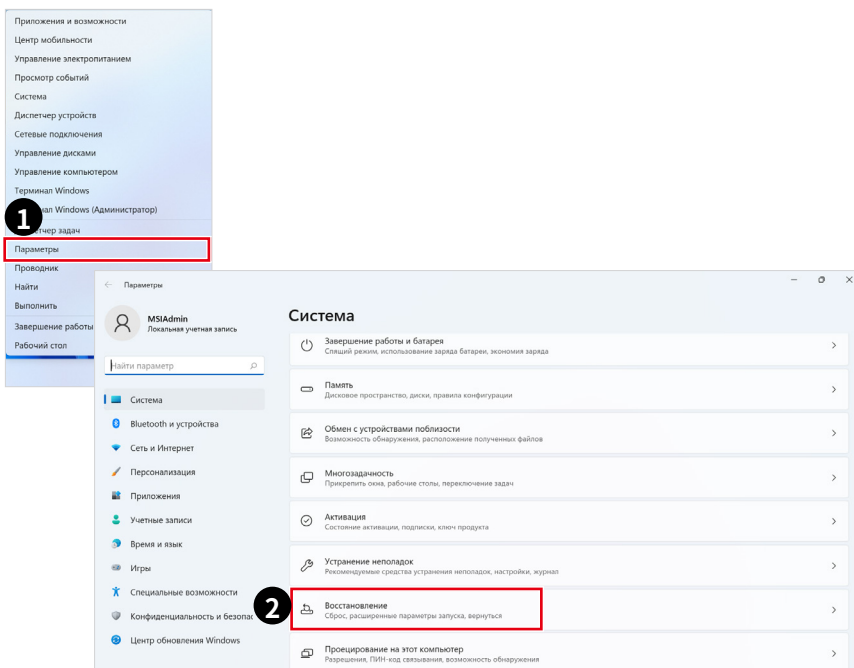 Приложения и возможности
Центр мобильности
Управление электропитанием
Просмотр событий
Система
Диспетчер устройств
Сетевые подключения
Управление дисками
Управление компьютером
Терминал Windows
Windows (Администратор)
1
задач
Параметры
Проводник
Найти
Выполнить
Завершение работы
Рабочий стол
Параметры
MSIAdmin
Локальная учетная запись
Найти параметр
Система
Bluetooth и устройства
Сеть и Интернет
Персонализация
Приложения
Учетные записи
Время и язык
Игры
Специальные возможности
Конфиденциальность и безопас
Центр обновления Windows
Система
Завершение работы и батарея
Спящий режим, использование заряда батареи, экономия заряда
Память
Дисковое пространство, диски, правила конфигурации
Обмен с устройствами поблизости
Возможность обнаружения, расположение полученных файлов
Многозадачность
Прикрепить окна, рабочие столы, переключение задач
Активация
Состояние активации, подписки, ключ продукта
Устранение неполадок
Рекомендуемые средства устранения неполадок, настройки, журнал
2
Восстановление
Сброс, расширенные параметры запуска, вернуться
Проецирование на этот компьютер
Разрешения, ПИН-код связывания, возможность обнаружения